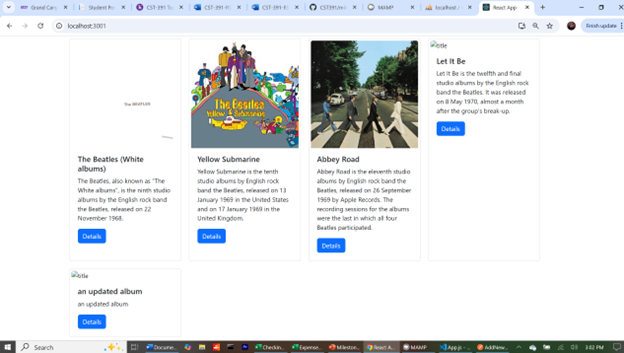 Grand Can
Student Po
CST-391 To
CST-391-R
CST-391-R
CST391/mi
MAMP
localhost /
React App
localhost:3001
Finish update
The BEATLES
The Beatles (White
albums)
The Beatles, also known as "The
White albums", is the ninth studio
albums by the English rock band
the Beatles, released on 22
November 1968.
Details
The Beatles
Yellow Submarine
Yellow Submarine
Yellow Submarine is the tenth
studio albums by English rock
band the Beatles, released on 13
January 1969 in the United States
and on 17 January 1969 in the
United Kingdom.
Details
Abbey Road
Abbey Road is the eleventh studio
albums by English rock band the
Beatles, released on 26 September
1969 by Apple Records. The
recording sessions for the albums
were the last in which all four
Beatles participated.
Details
title
Let It Be
Let It Be is the twelfth and final
studio albums by the English rock
band the Beatles. It was released
on 8 May 1970, almost a month
after the group's break-up.
Details
title
an updated album
an updated album
Details
Search
Docume...
Checkin...
Expense...
Mileston...
React A...
MAMP
App.js -...
AddNew...
3:02 PM